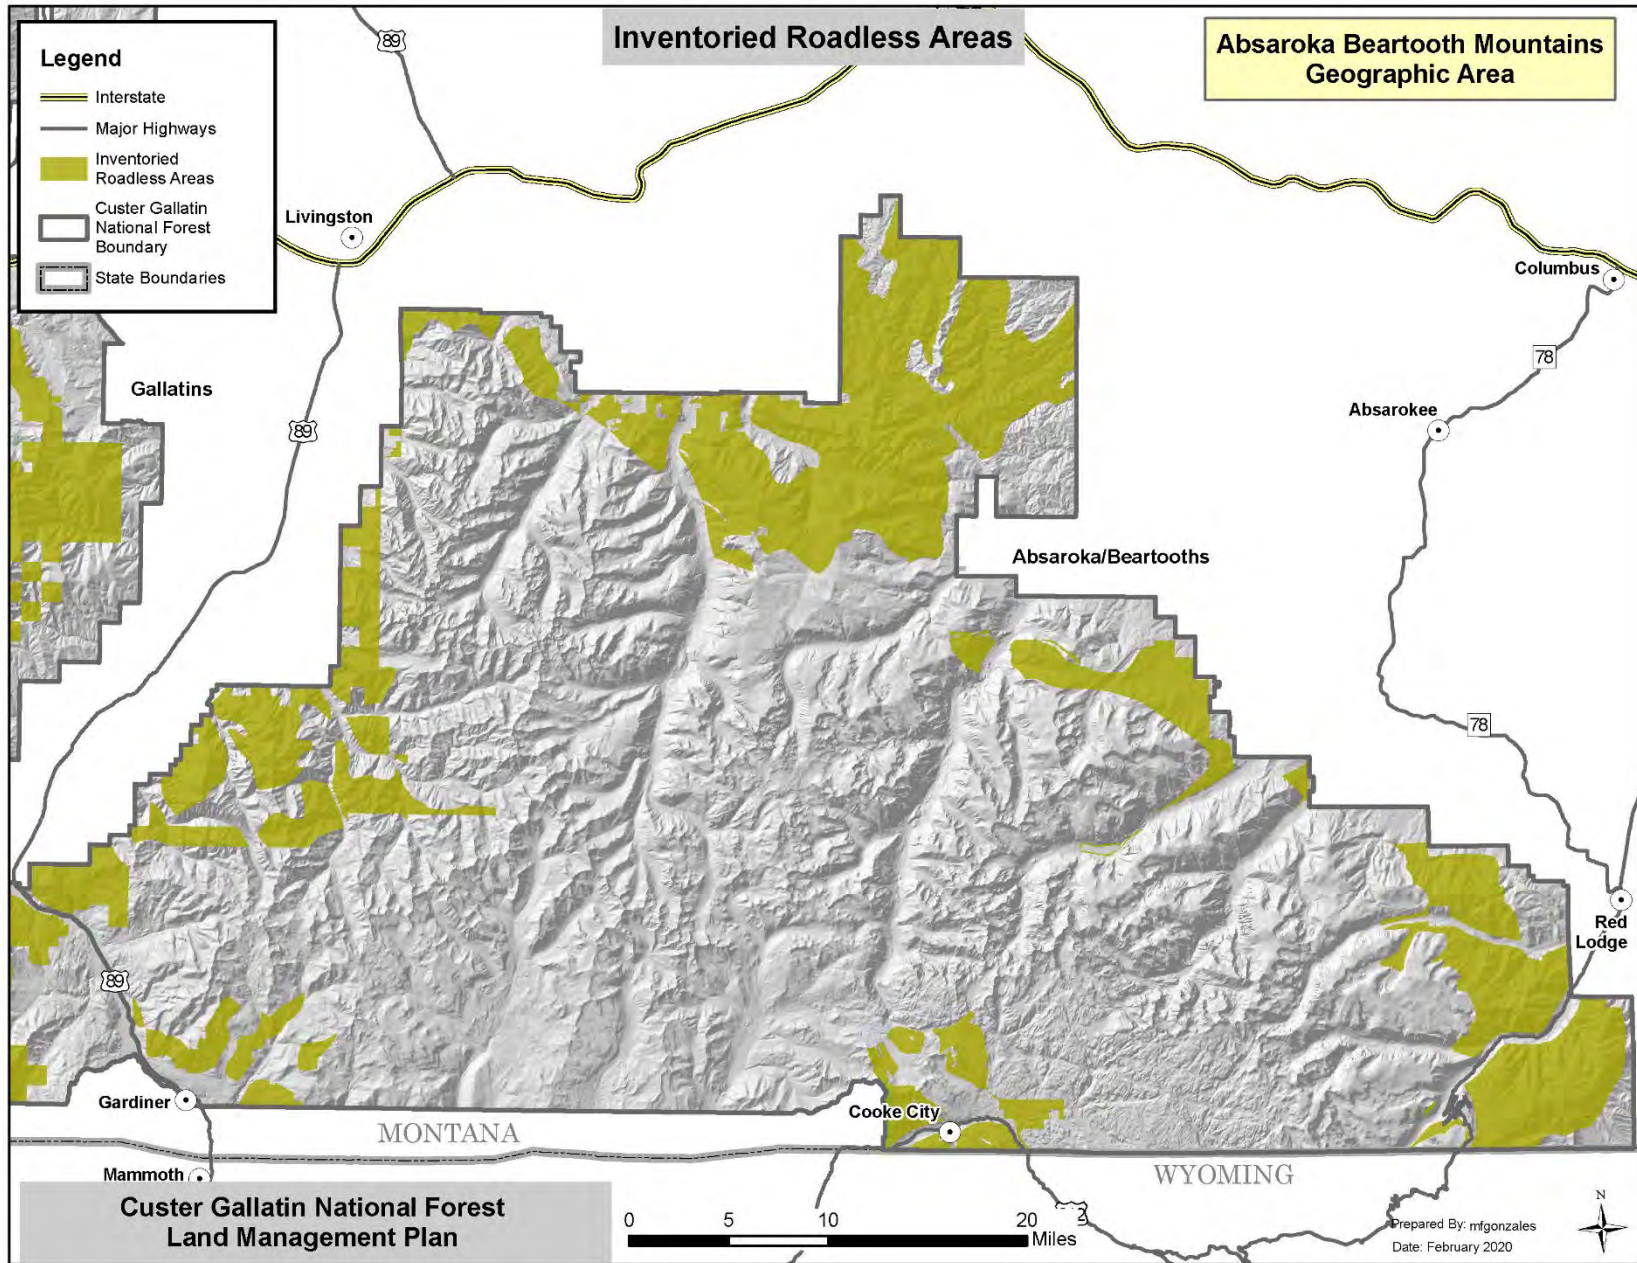 Inventoried Roadless Areas
Absaroka Beartooth Mountains
Geographic Area
Legend
Interstate
Major Highways
Inventoried
Roadless Areas
Custer Gallatin
National Forest
Boundary
State Boundaries
89
Livingston
Columbus
78
Gallatins
Absarokee
89
Absaroka/Beartooths
78
Red
Lodge
89
Gardiner
Cooke City
MONTANA
Mammoth
WYOMING
Custer Gallatin National Forest
Land Management Plan
0 5 10 20
Miles
2
N
Prepared By: mfgonzales
Date: February 2020